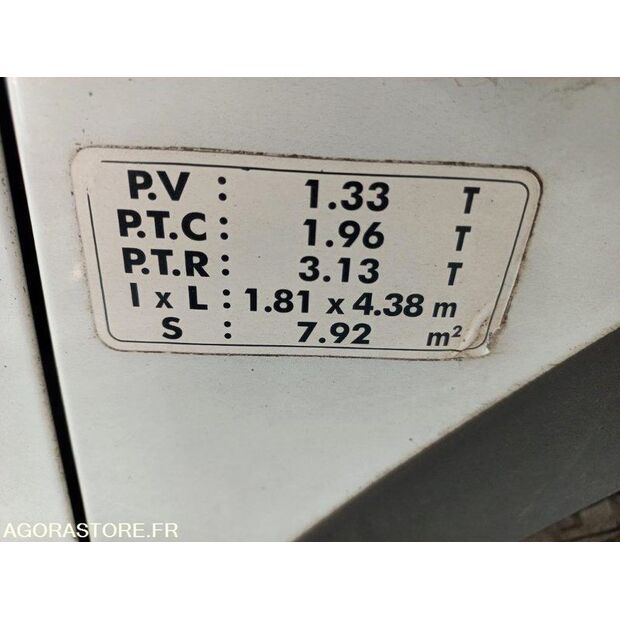 P.V : 1.33 T
P.T.C : 1.96 T
P.T.R : 3.13 T
l x L : 1.81 x 4.38 m
S : 7.92 m²
AGORASTORE.FR